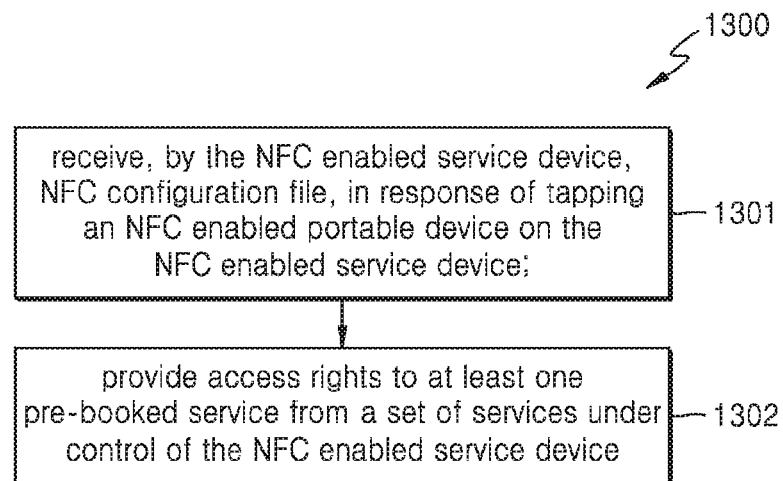 1300
receive, by the NFC enabled service device,
NFC configuration file, in response of tapping
an NFC enabled portable device on the
NFC enabled service device;
1301
provide access rights to at least one
pre-booked service from a set of services under
control of the NFC enabled service device
1302